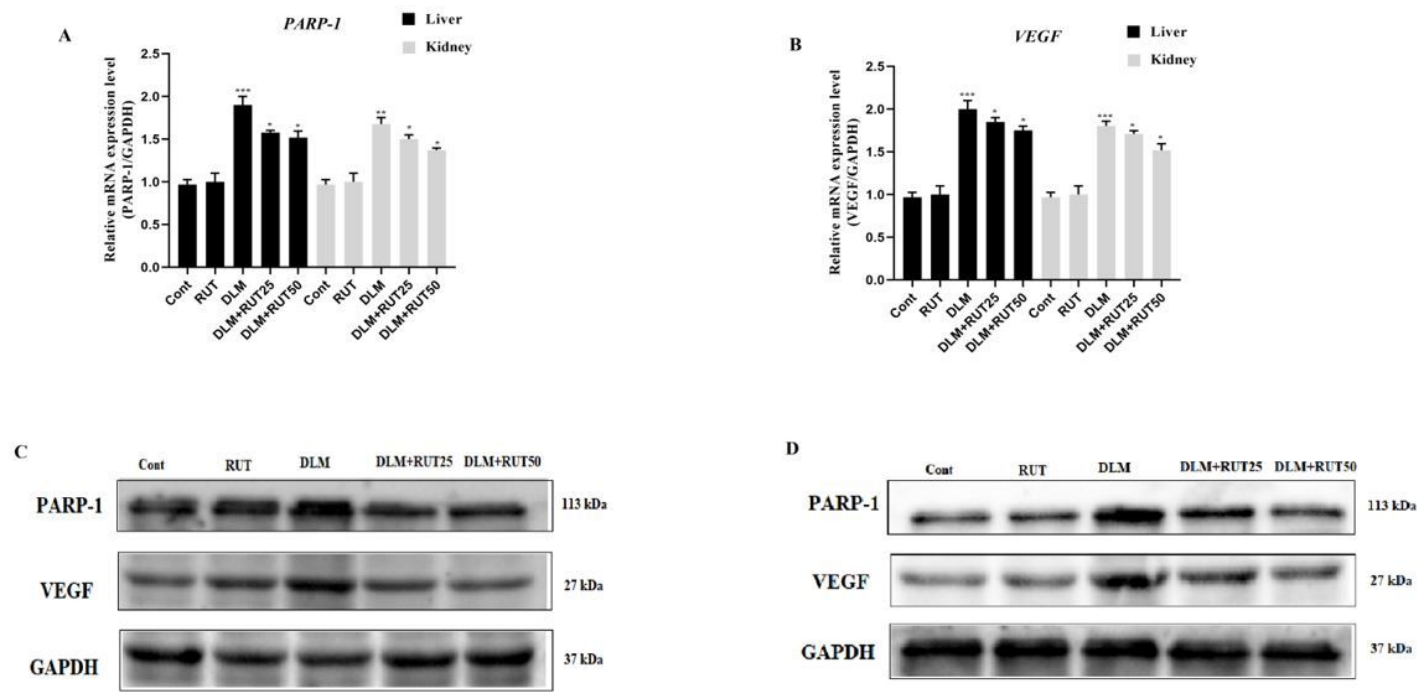 A
PARP-1
Liver
Kidney
Relative mRNA expression level
(PARP-1/GAPDH)
2.5
2.0
1.5
1.0
0.5
0.0
***
*
*
**
*
*
Cont
RUT
DLM
DLM+RUT25
DLM+RUT50
Cont
RUT
DLM
DLM+RUT25
DLM+RUT50
B
VEGF
Liver
Kidney
Relative mRNA expression level
(VEGF/GAPDH)
2.5
2.0
1.5
1.0
0.5
0.0
***
*
*
***
*
*
Cont
RUT
DLM
DLM+RUT25
DLM+RUT50
Cont
RUT
DLM
DLM+RUT25
DLM+RUT50
C
Cont RUT DLM DLM+RUT25 DLM+RUT50
PARP-1 113 kDa
VEGF 27 kDa
GAPDH 37 kDa
D
Cont RUT DLM DLM+RUT25 DLM+RUT50
PARP-1 113 kDa
VEGF 27 kDa
GAPDH 37 kDa